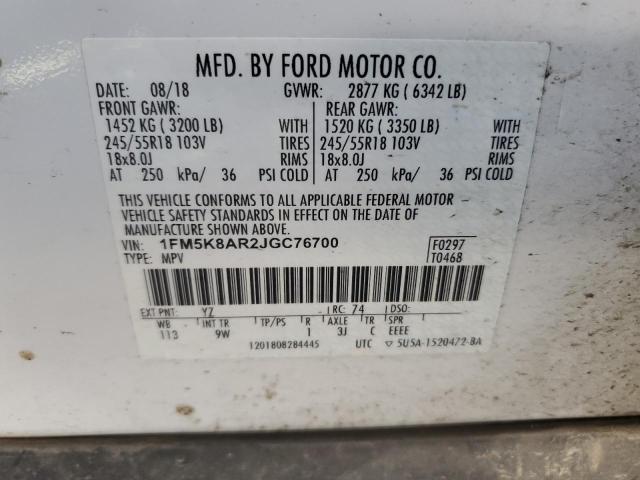 MFD. BY FORD MOTOR CO.
DATE: 08/18 GVWR: 2877 KG ( 6342 LB)
FRONT GAWR: REAR GAWR:
1452 KG ( 3200 LB) WITH 1520 KG ( 3350 LB) WITH
245/55R18 103V TIRES 245/55R18 103V TIRES
18x8.0J RIMS 18x8.0J RIMS
AT 250 kPa/ 36 PSI COLD AT 250 kPa/ 36 PSI COLD
THIS VEHICLE CONFORMS TO ALL APPLICABLE FEDERAL MOTOR
VEHICLE SAFETY STANDARDS IN EFFECT ON THE DATE OF
MANUFACTURE SHOWN ABOVE.
VIN: 1FM5K8AR2JGC76700 F0297
TYPE: MPV T0468
EXT PNT: YZ RC: 74 DSO:
WB INT TR TP/PS R AXLE TR SPR
113 9W 1 3J C EEEE
1201808284445 UTC ▽ 5U5A-1520472-BA